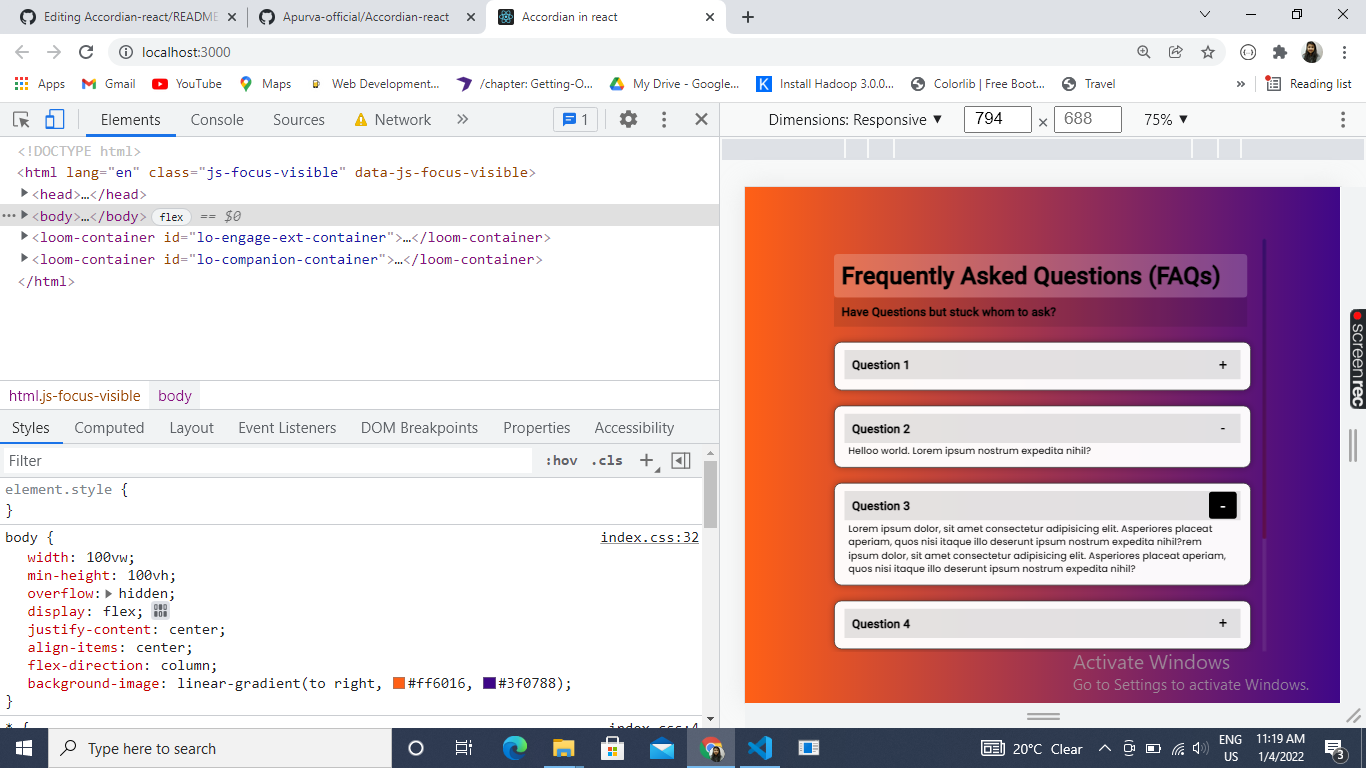 Editing Accordian-react/README
Apurva-official/Accordian-react
Accordian in react
localhost:3000
Apps
Gmail
YouTube
Maps
Web Development...
/chapter: Getting-O...
My Drive - Google...
Install Hadoop 3.0.0...
Colorlib | Free Boot...
Travel
»
Reading list
Elements
Console
Sources
Network
»
1
Dimensions: Responsive ▼
794
×
688
75% ▼
<!DOCTYPE html>
<html lang="en" class="js-focus-visible" data-js-focus-visible>
<head>…</head>
<body>…</body> flex == $0
<loom-container id="lo-engage-ext-container">…</loom-container>
<loom-container id="lo-companion-container">…</loom-container>
</html>
html.js-focus-visible
body
Styles
Computed
Layout
Event Listeners
DOM Breakpoints
Properties
Accessibility
Filter
:hov
.cls
+
element.style {
}
body {
index.css:32
width: 100vw;
min-height: 100vh;
overflow: hidden;
display: flex;
justify-content: center;
align-items: center;
flex-direction: column;
background-image: linear-gradient(to right, #ff6016, #3f0788);
}
* {
index.css:4
Frequently Asked Questions (FAQs)
Have Questions but stuck whom to ask?
Question 1
+
Question 2
-
Helloo world. Lorem ipsum nostrum expedita nihil?
Question 3
-
Lorem ipsum dolor, sit amet consectetur adipisicing elit. Asperiores placeat
aperiam, quos nisi itaque illo deserunt ipsum nostrum expedita nihil?rem
ipsum dolor, sit amet consectetur adipisicing elit. Asperiores placeat aperiam,
quos nisi itaque illo deserunt ipsum nostrum expedita nihil?
Question 4
+
Activate Windows
Go to Settings to activate Windows.
screenrec
Type here to search
20°C Clear
ENG
US
11:19 AM
1/4/2022
3